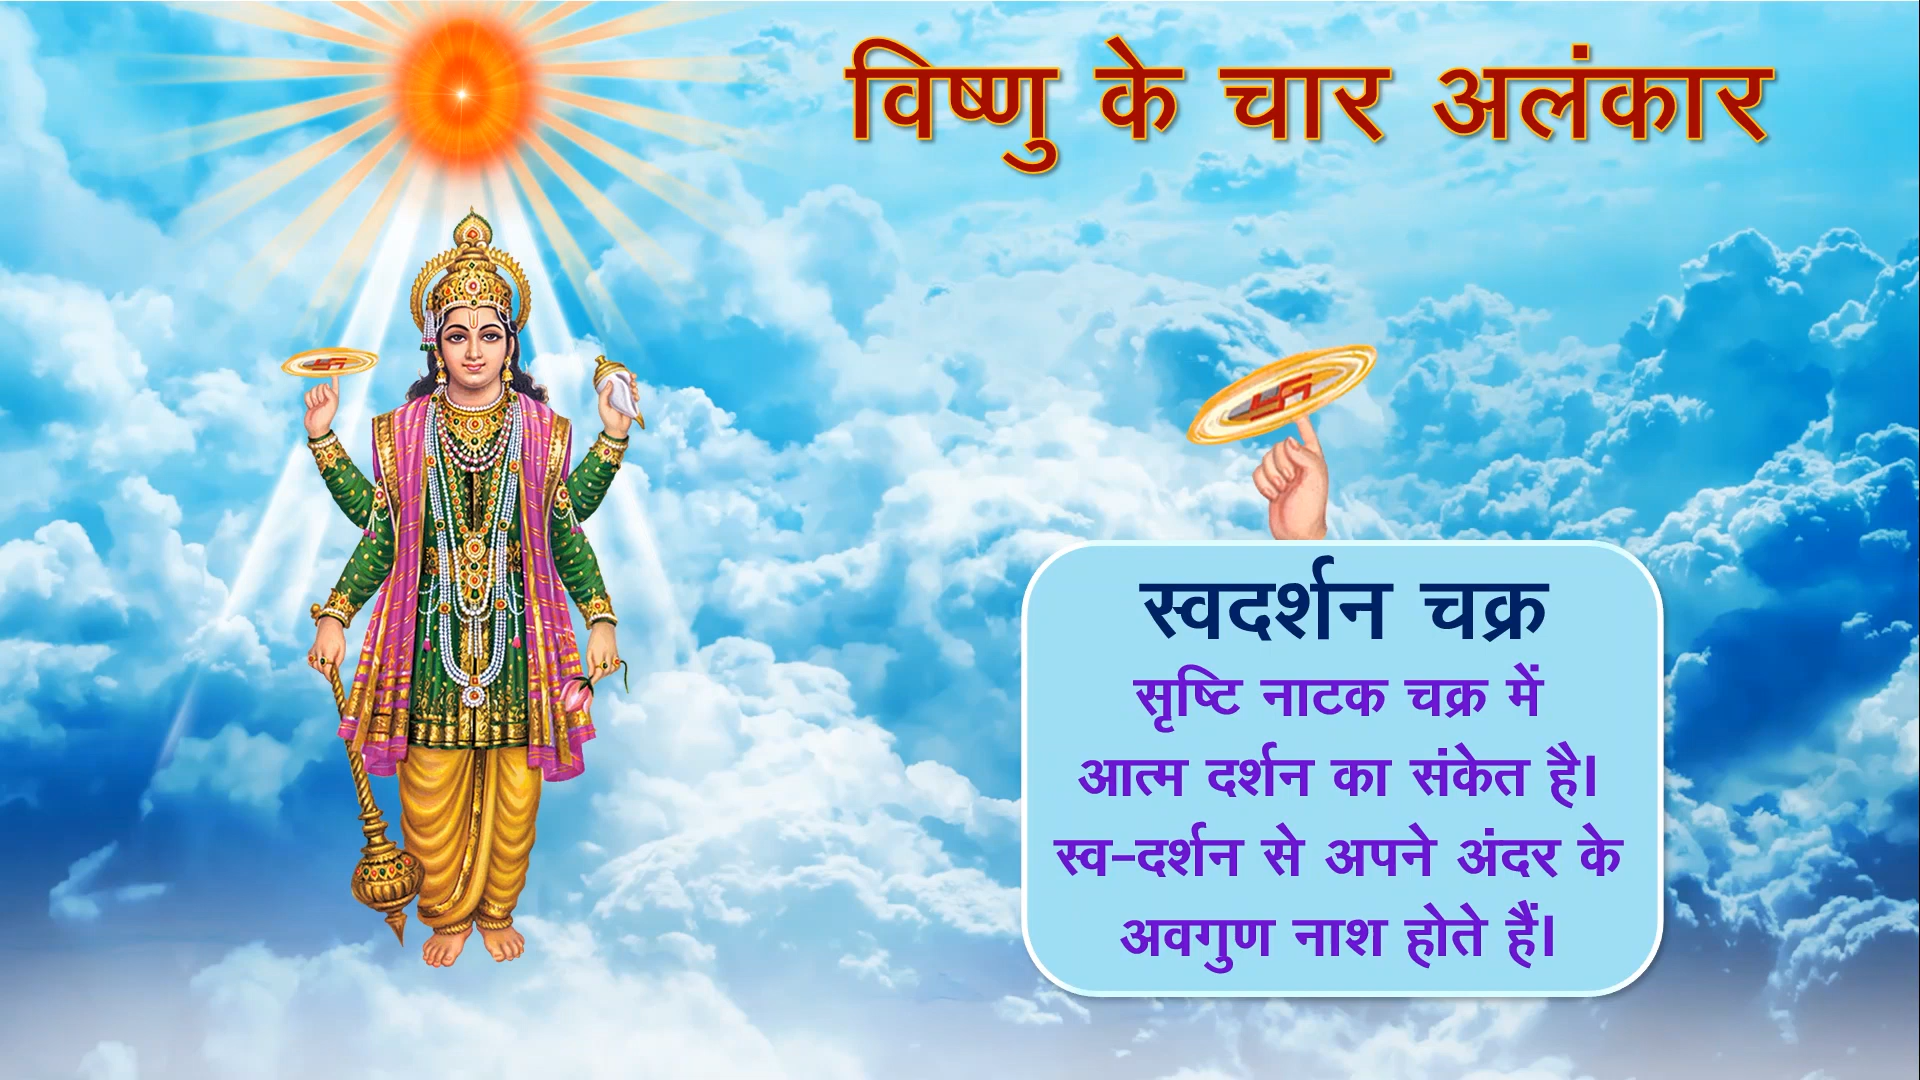 विष्णु के चार अलंकार
स्वदर्शन चक्र
सृष्टि नाटक चक्र में
आत्म दर्शन का संकेत है।
स्व-दर्शन से अपने अंदर के
अवगुण नाश होते हैं।